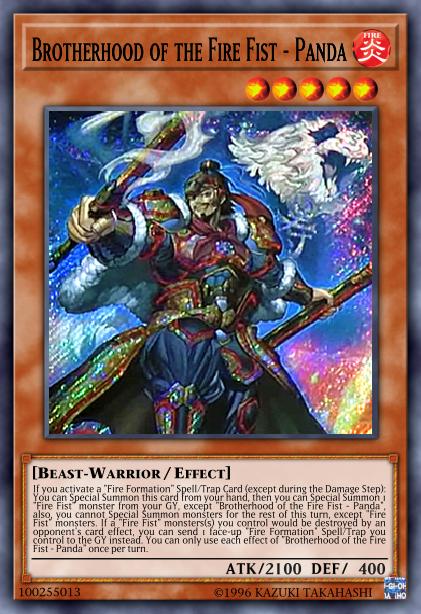 BROTHERHOOD OF THE FIRE FIST - PANDA
FIRE
炎
[BEAST-WARRIOR / EFFECT]
If you activate a "Fire Formation" Spell/Trap Card (except during the Damage Step):
You can Special Summon this card from your hand, then you can Special Summon 1
"Fire Fist" monster from your GY, except "Brotherhood of the Fire Fist - Panda",
also, you cannot Special Summon monsters for the rest of this turn, except "Fire
Fist" monsters. If a "Fire Fist" monsters(s) you control would be destroyed by an
opponent's card effect, you can send 1 face-up "Fire Formation" Spell/Trap you
control to the GY instead. You can only use each effect of "Brotherhood of the Fire
Fist - Panda" once per turn.
ATK/2100 DEF/ 400
100255013
©1996 KAZUKI TAKAHASHI